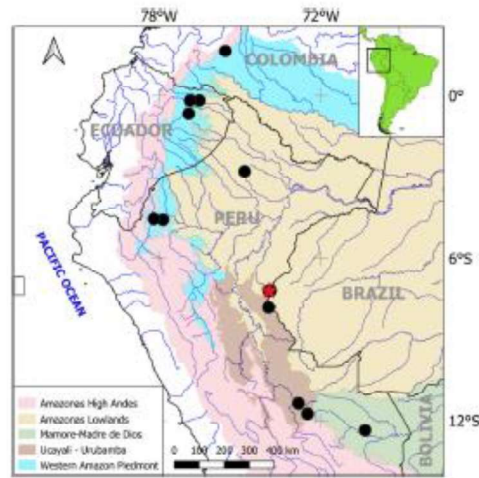 78°W 72°W
COLOMBIA
0°
ECUADOR
PERU
PACIFIC OCEAN
6°S
BRAZIL
Amazonas High Andes
Amazonas Lowlands
Mamore-Madre de Dios
Ucayali - Urubamba
Western Amazon Piedmont
0 100 200 300 400 km
BOLIVIA
12°S